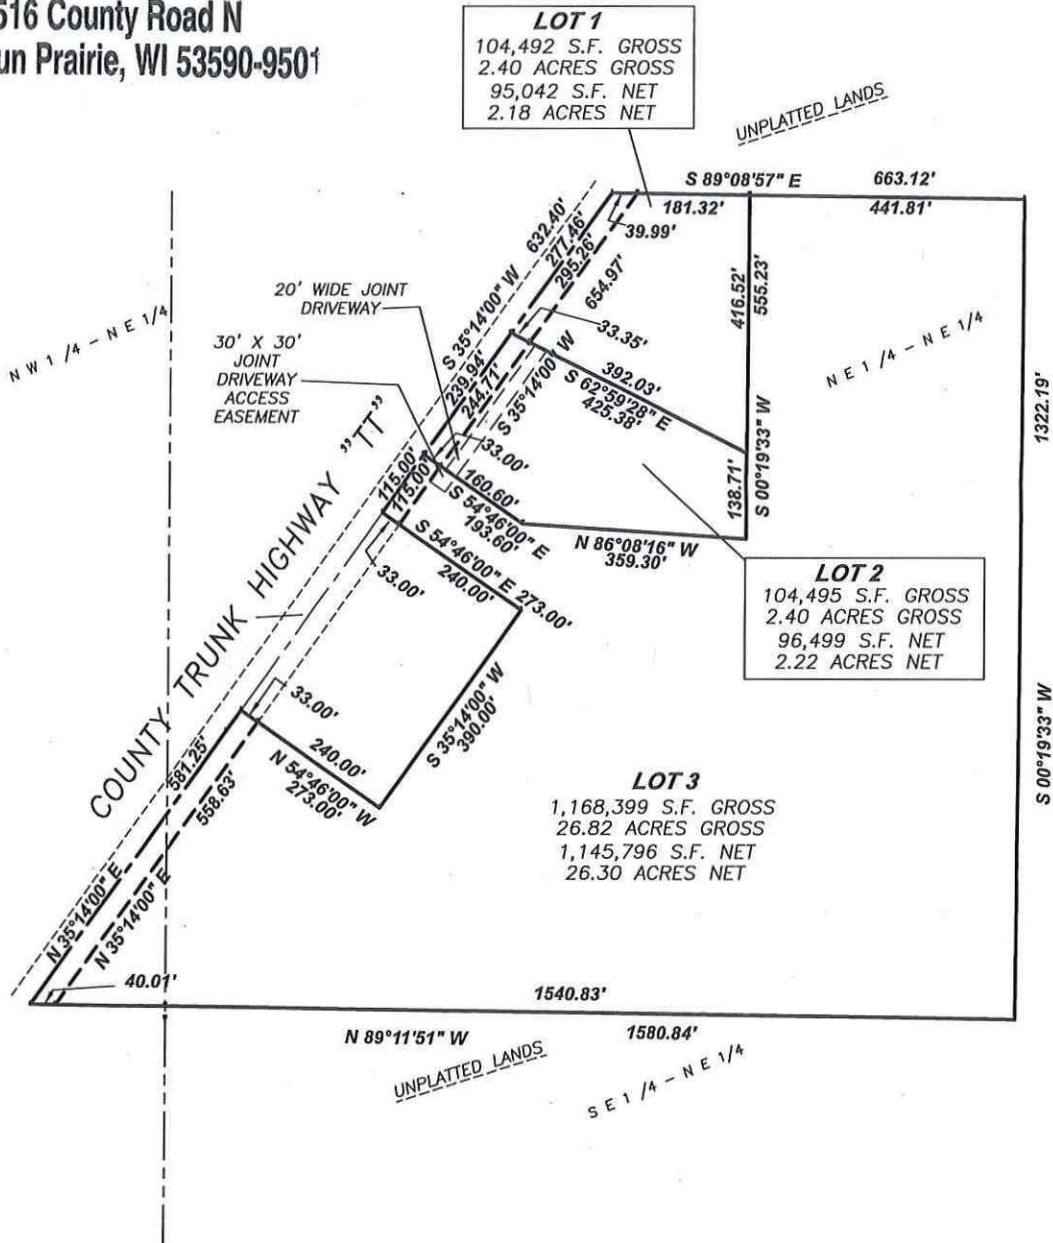 516 County Road N
un Prairie, WI 53590-9501
LOT 1
104,492 S.F. GROSS
2.40 ACRES GROSS
95,042 S.F. NET
2.18 ACRES NET
UNPLATTED LANDS
S 89°08'57" E 663.12'
181.32' 441.81'
39.99'
632.40'
277.46'
295.26'
654.97'
S 35°14'00" W
20' WIDE JOINT
DRIVEWAY
30' X 30'
JOINT
DRIVEWAY
ACCESS
EASEMENT
NW 1/4 - NE 1/4
33.35'
392.03'
S 62°59'28" E
425.38'
416.52'
555.23'
NE 1/4 - NE 1/4
1322.19'
239.94'
244.71'
S 35°14'00" W
33.00'
160.60'
S 54°46'00" E
193.60'
138.71'
S 00°19'33" W
N 86°08'16" W
359.30'
115.00'
115.00'
COUNTY TRUNK HIGHWAY "TT"
S 54°46'00" E 273.00'
240.00'
33.00'
LOT 2
104,495 S.F. GROSS
2.40 ACRES GROSS
96,499 S.F. NET
2.22 ACRES NET
S 35°14'00" W
390.00'
33.00'
240.00'
N 54°46'00" W
273.00'
S 00°19'33" W
581.25'
558.63'
LOT 3
1,168,399 S.F. GROSS
26.82 ACRES GROSS
1,145,796 S.F. NET
26.30 ACRES NET
N 35°14'00" E
N 35°14'00" E
40.01'
1540.83'
N 89°11'51" W 1580.84'
UNPLATTED LANDS
SE 1/4 - NE 1/4